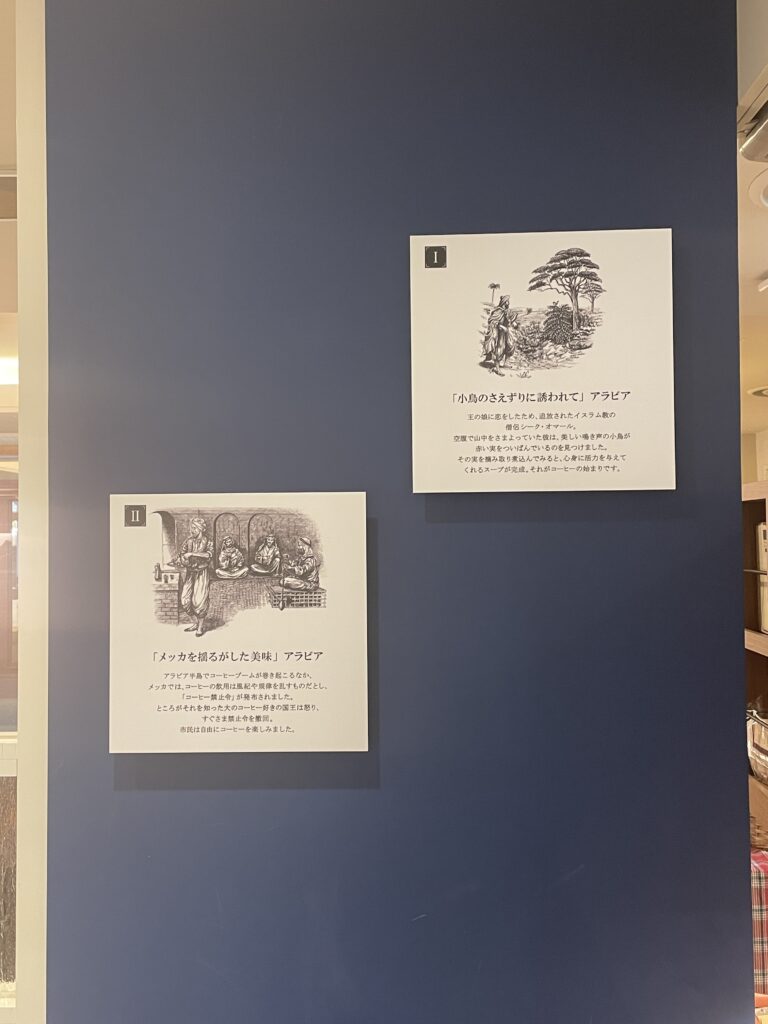 I
「小鳥のさえずりに誘われて」アラビア
王の娘に恋をしたため、追放されたイスラム教の
僧侶シーク・オマール。
空腹で山中をさまよっていた彼は、美しい鳴き声の小鳥が
赤い実をついばんでいるのを見つけました。
その実を摘み取り煮込んでみると、心身に活力を与えて
くれるスープが完成。それがコーヒーの始まりです。
II
「メッカを揺るがした美味」アラビア
アラビア半島でコーヒーブームが巻き起こるなか、
メッカでは、コーヒーの飲用は風紀や規律を乱すものだとし、
「コーヒー禁止令」が発布されました。
ところがそれを知った大のコーヒー好きの国王は怒り、
すぐさま禁止令を撤回。
市民は自由にコーヒーを楽しみました。